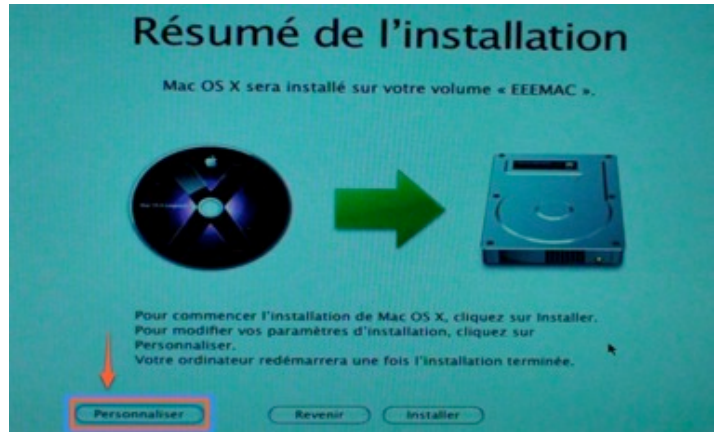 Résumé de l'installation
Mac OS X sera installé sur votre volume « EEEMAC ».
Pour commencer l'installation de Mac OS X, cliquez sur Installer.
Pour modifier vos paramètres d'installation, cliquez sur
Personnaliser.
Votre ordinateur redémarrera une fois l'installation terminée.
Personnaliser
Revenir
Installer